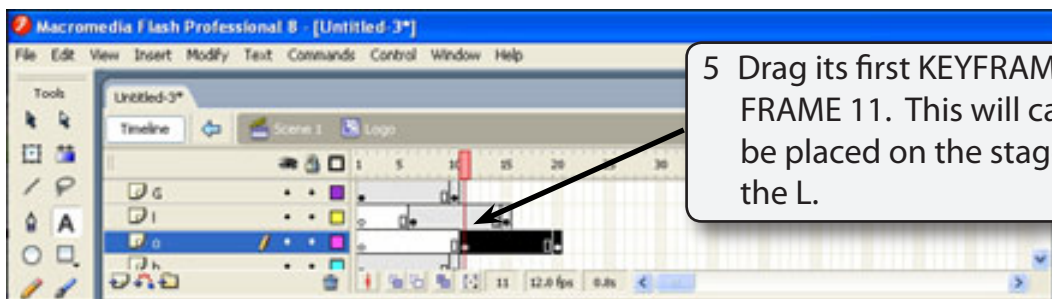 Macromedia Flash Professional 8 - [Untitled-3*]
File Edit View Insert Modify Text Commands Control Window Help
Tools
Untitled-3*
Timeline Scene 1 Logo
1 5 10 15 20 25 30
G
l
o
b
11 12.0 fps 0.8s
5 Drag its first KEYFRAM
FRAME 11. This will ca
be placed on the stag
the L.